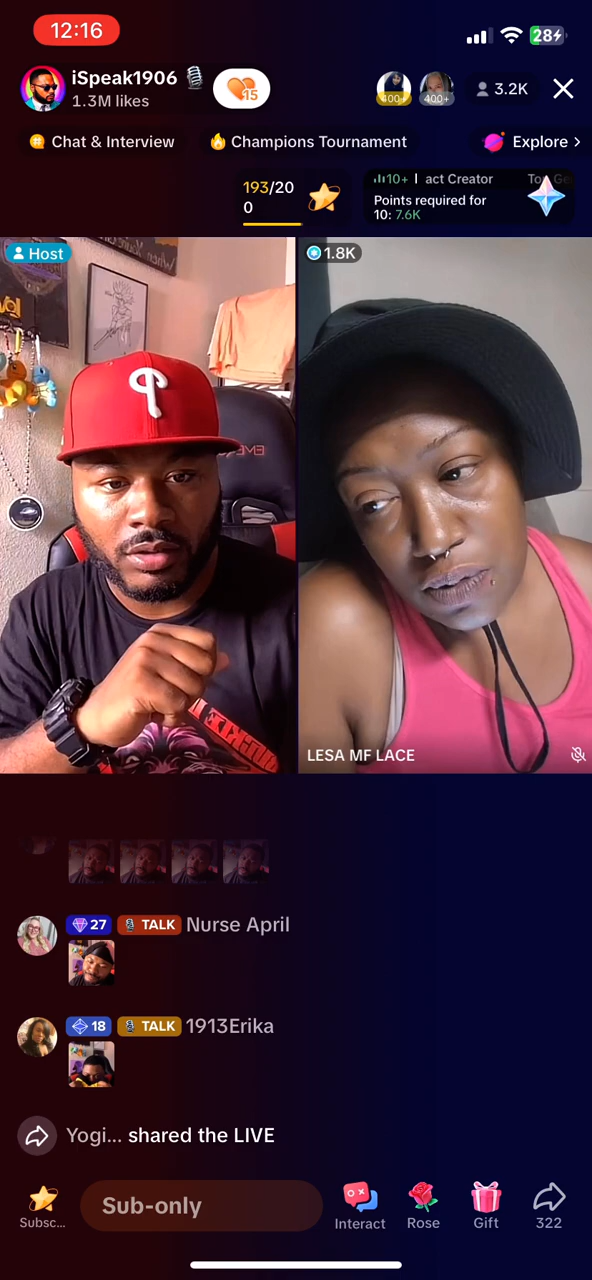 12:16
28
iSpeak1906
1.3M likes
15
400+
400+
3.2K
Chat & Interview
Champions Tournament
Explore >
193/20
0
10+ | act Creator
Points required for
10: 7.6K
Host
1.8K
LESA MF LACE
27 TALK Nurse April
18 TALK 1913Erika
Yogi... shared the LIVE
Subsc...
Sub-only
Interact
Rose
Gift
322